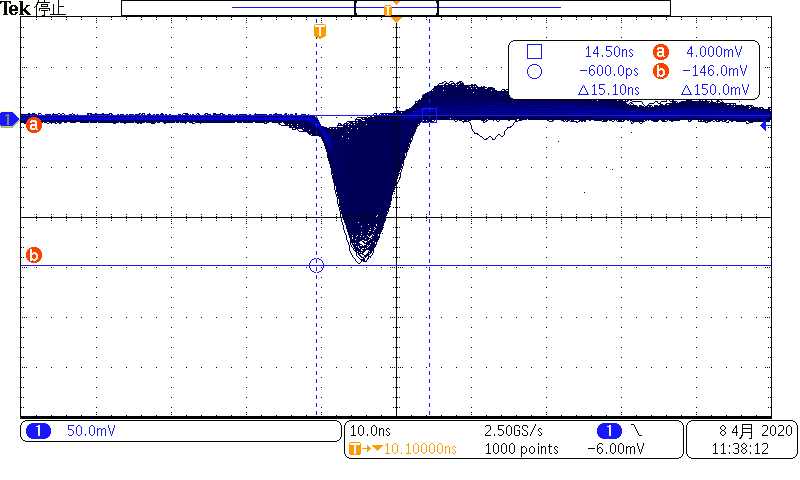 Tek 停止
T
T
14.50ns a 4.000mV
-600.0ps b -146.0mV
Δ15.10ns Δ150.0mV
1
a
b
1 50.0mV
10.0ns 2.50GS/s 1
T→▼10.10000ns 1000 points -6.00mV
8 4月 2020
11:38:12